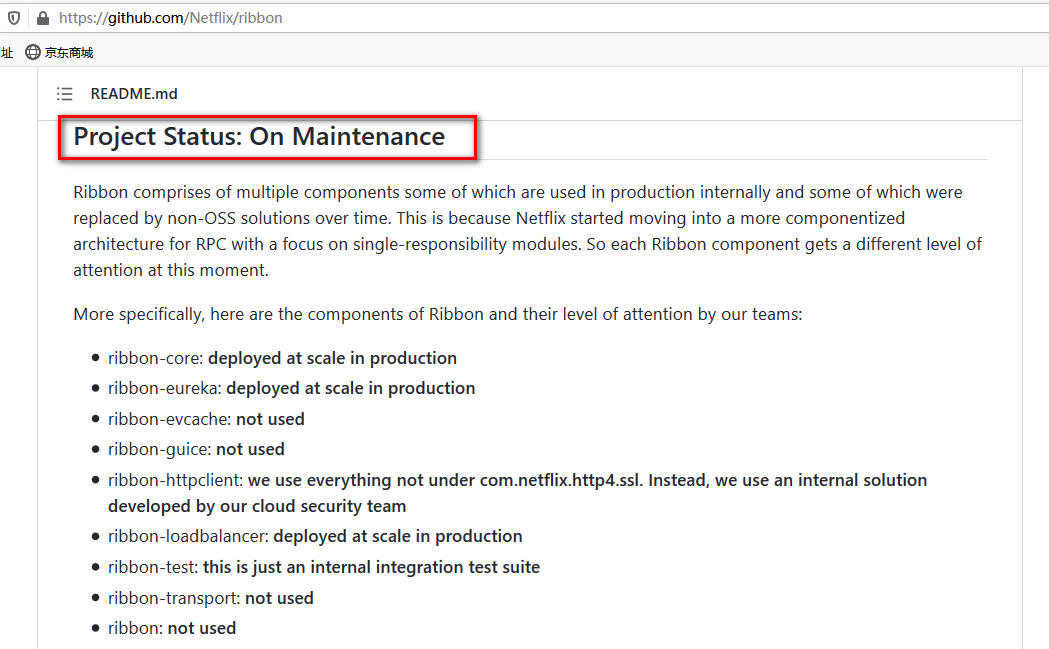 https://github.com/Netflix/ribbon
址 京东商城
README.md
Project Status: On Maintenance
Ribbon comprises of multiple components some of which are used in production internally and some of which were
replaced by non-OSS solutions over time. This is because Netflix started moving into a more componentized
architecture for RPC with a focus on single-responsibility modules. So each Ribbon component gets a different level of
attention at this moment.
More specifically, here are the components of Ribbon and their level of attention by our teams:
• ribbon-core: deployed at scale in production
• ribbon-eureka: deployed at scale in production
• ribbon-evcache: not used
• ribbon-guice: not used
• ribbon-httpclient: we use everything not under com.netflix.http4.ssl. Instead, we use an internal solution
developed by our cloud security team
• ribbon-loadbalancer: deployed at scale in production
• ribbon-test: this is just an internal integration test suite
• ribbon-transport: not used
• ribbon: not used